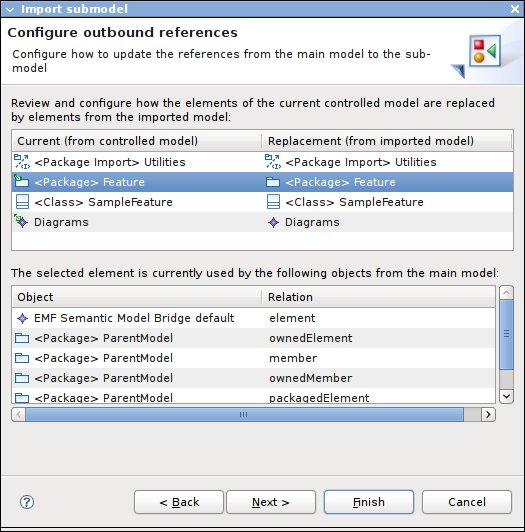 Import submodel
Configure outbound references
Configure how to update the references from the main model to the sub-
model
Review and configure how the elements of the current controlled model are replaced
by elements from the imported model:
Current (from controlled model) Replacement (from imported model)
<Package Import> Utilities <Package Import> Utilities
<Package> Feature <Package> Feature
<Class> SampleFeature <Class> SampleFeature
Diagrams Diagrams
The selected element is currently used by the following objects from the main model:
Object Relation
EMF Semantic Model Bridge default element
<Package> ParentModel ownedElement
<Package> ParentModel member
<Package> ParentModel ownedMember
<Package> ParentModel packagedElement
? < Back Next > Finish Cancel